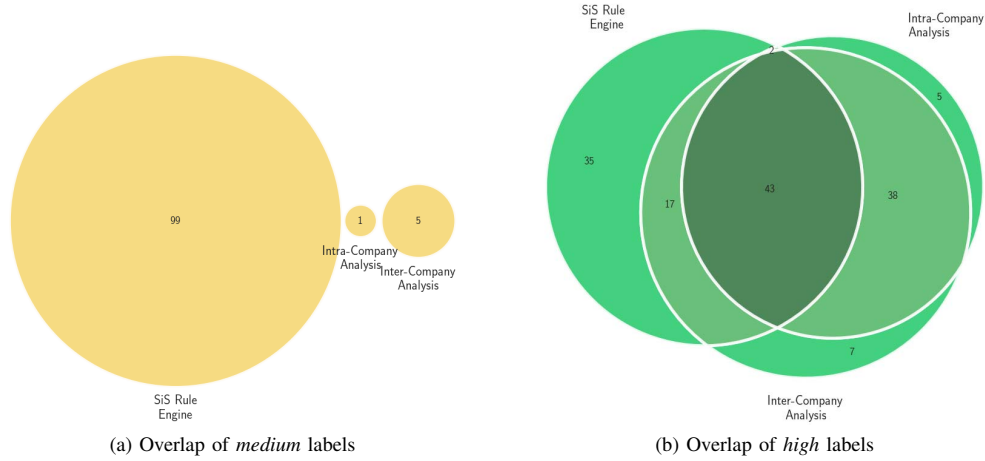 99
1
5
Intra-Company
Analysis
Inter-Company
Analysis
SiS Rule
Engine
(a) Overlap of medium labels
SiS Rule
Engine
Intra-Company
Analysis
2
5
35
43
38
17
7
Inter-Company
Analysis
(b) Overlap of high labels